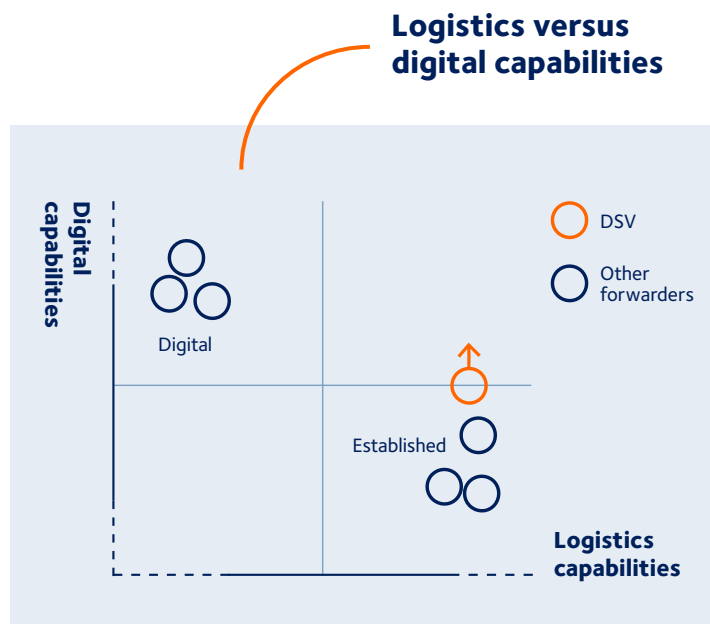 Logistics versus
digital capabilities
Digital
capabilities
DSV
Other
forwarders
Digital
Established
Logistics
capabilities